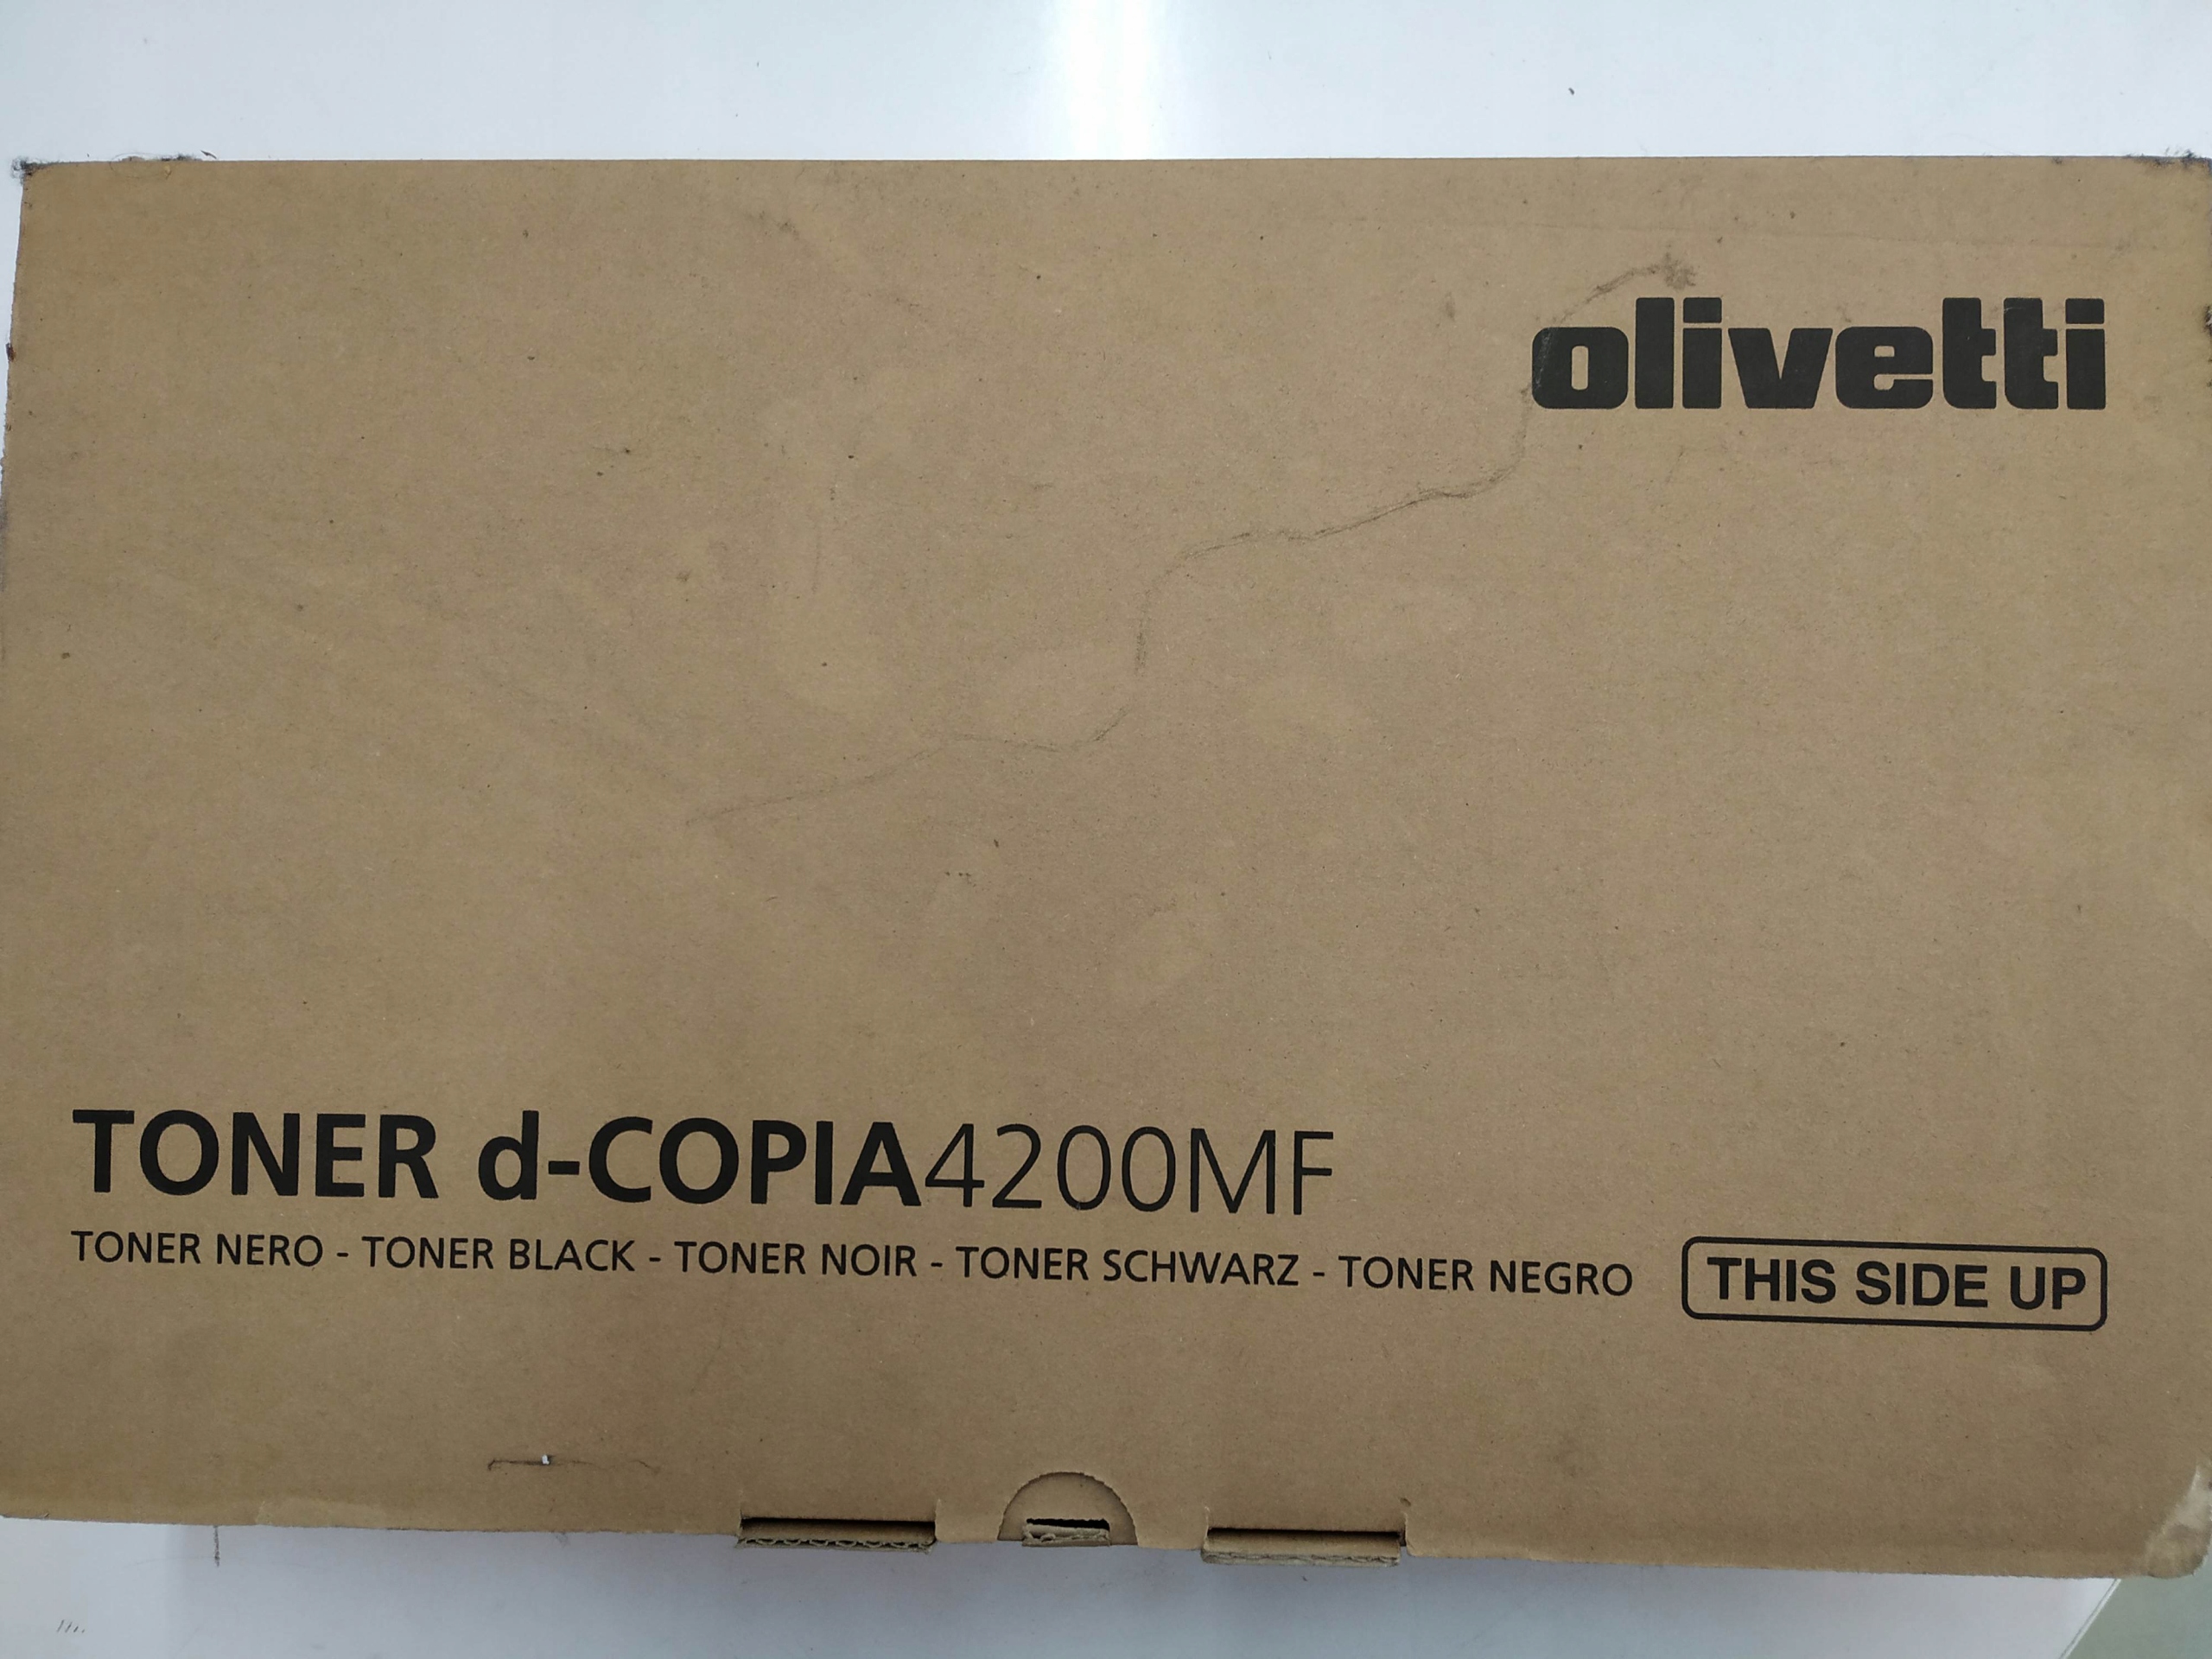 olivetti
TONER d-COPIA4200MF
TONER NERO - TONER BLACK - TONER NOIR - TONER SCHWARZ - TONER NEGRO
THIS SIDE UP